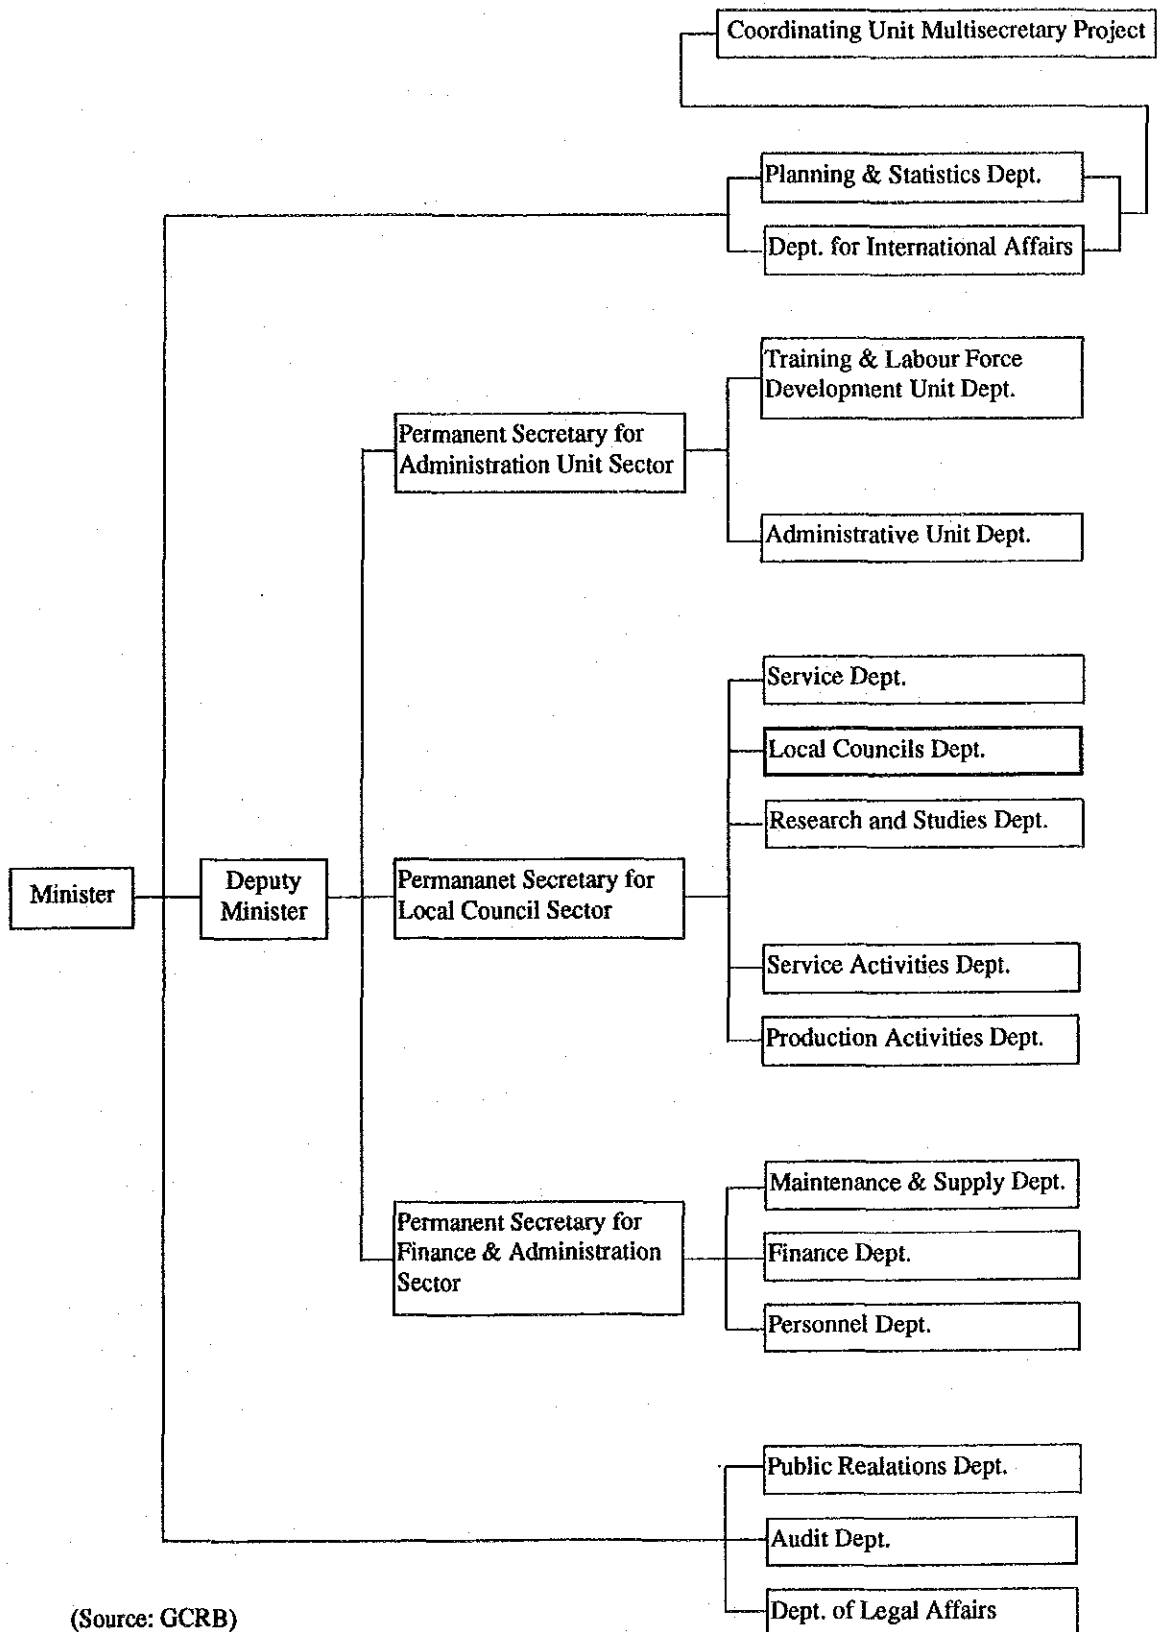 Coordinating Unit Multisecretary Project
Planning & Statistics Dept.
Dept. for International Affairs
Training & Labour Force
Development Unit Dept.
Permanent Secretary for
Administration Unit Sector
Administrative Unit Dept.
Service Dept.
Local Councils Dept.
Research and Studies Dept.
Minister
Deputy
Minister
Permananet Secretary for
Local Council Sector
Service Activities Dept.
Production Activities Dept.
Maintenance & Supply Dept.
Permanent Secretary for
Finance & Administration
Sector
Finance Dept.
Personnel Dept.
Public Realations Dept.
Audit Dept.
Dept. of Legal Affairs
(Source: GCRB)